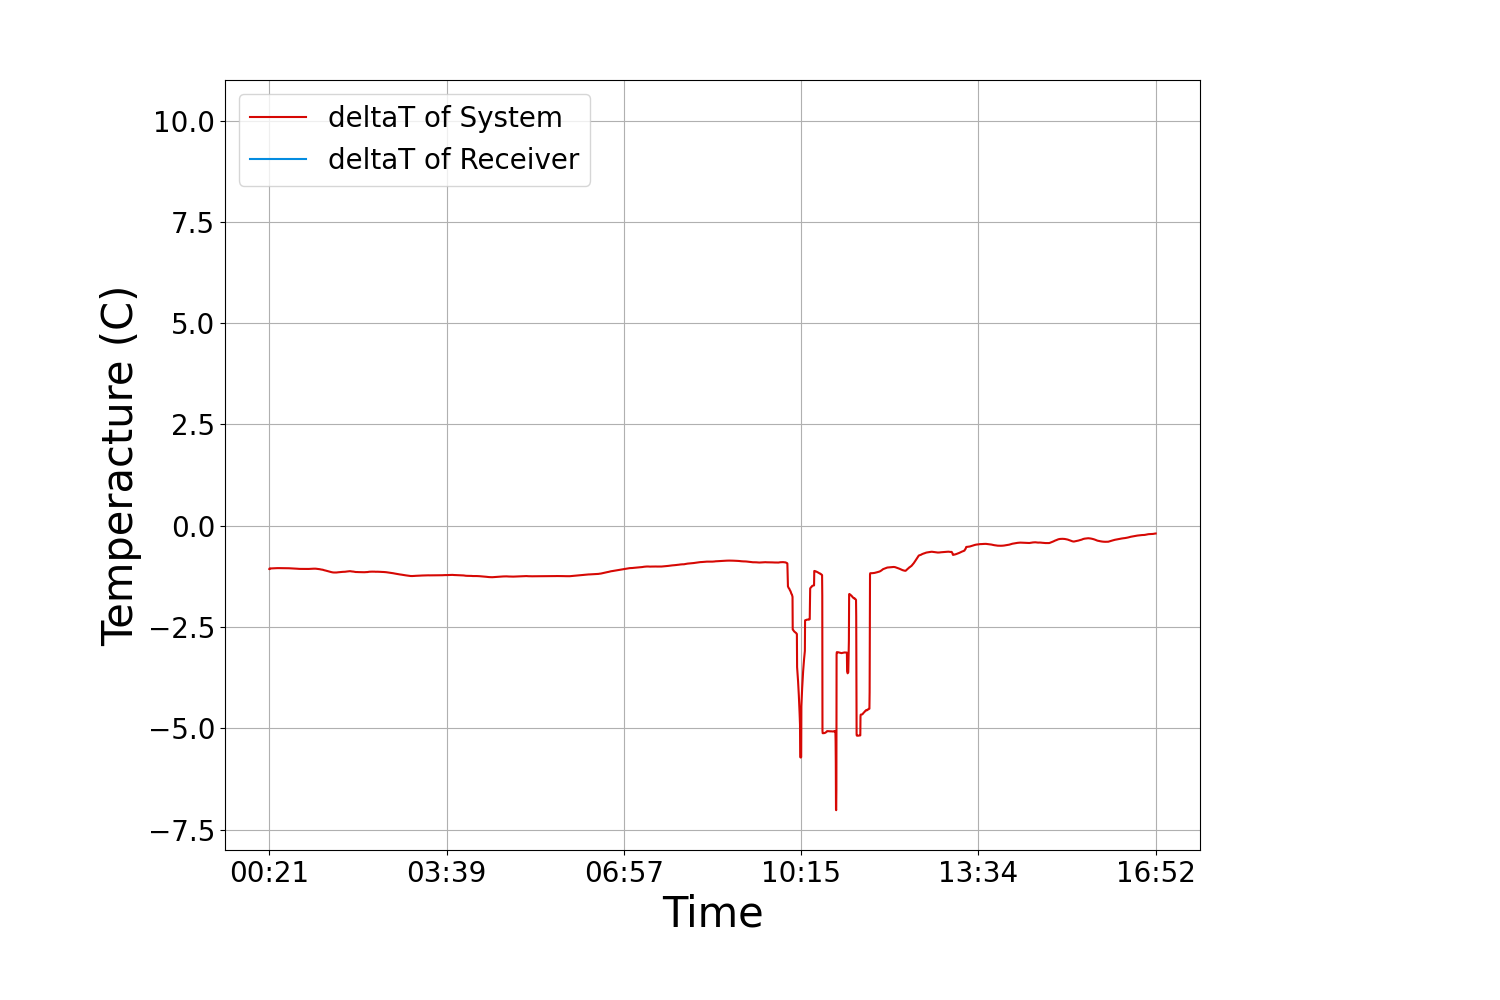 deltaT of System
deltaT of Receiver
10.0
7.5
5.0
2.5
0.0
−2.5
−5.0
−7.5
Temperacture (C)
00:21 03:39 06:57 10:15 13:34 16:52
Time